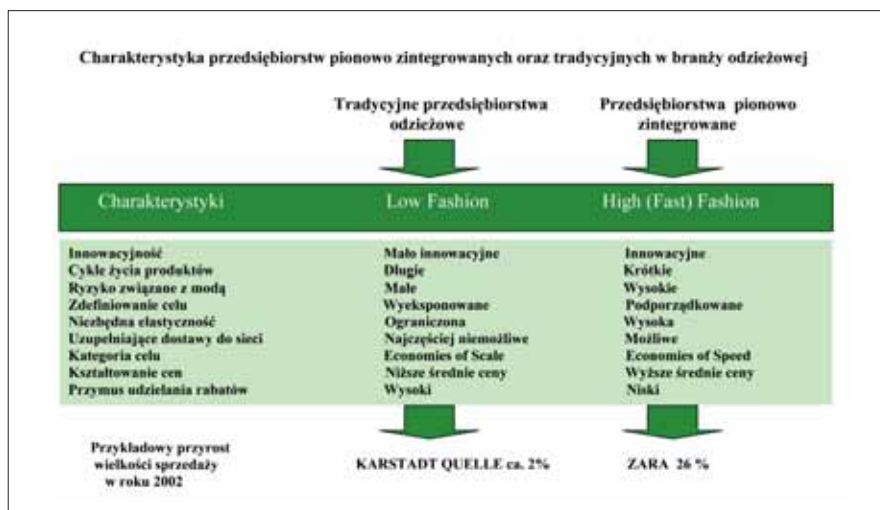 Charakterystyka przedsiębiorstw pionowo zintegrowanych oraz tradycyjnych w branży odzieżowej
Tradycyjne przedsiębiorstwa
odzieżowe
Przedsiębiorstwa pionowo
zintegrowane
Charakterystyki Low Fashion High (Fast) Fashion
Innowacyjność Mało innowacyjne Innowacyjne
Cykle życia produktów Długie Krótkie
Ryzyko związane z modą Małe Wysokie
Zdefiniowanie celu Wyeksponowane Podporządkowane
Niezbędna elastyczność Ograniczona Wysoka
Uzupełniające dostawy do sieci Najczęściej niemożliwe Możliwe
Kategoria celu Economies of Scale Economies of Speed
Kształtowanie cen Niższe średnie ceny Wyższe średnie ceny
Przymus udzielania rabatów Wysoki Niski
Przykładowy przyrost
wielkości sprzedaży
w roku 2002
KARSTADT QUELLE ca. 2% ZARA 26 %